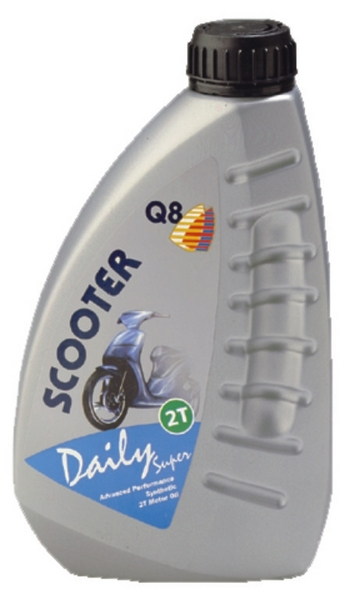 Q8
SCOOTER
2T
Daily
Super
Advanced Performance
Synthetic
2T Motor Oil